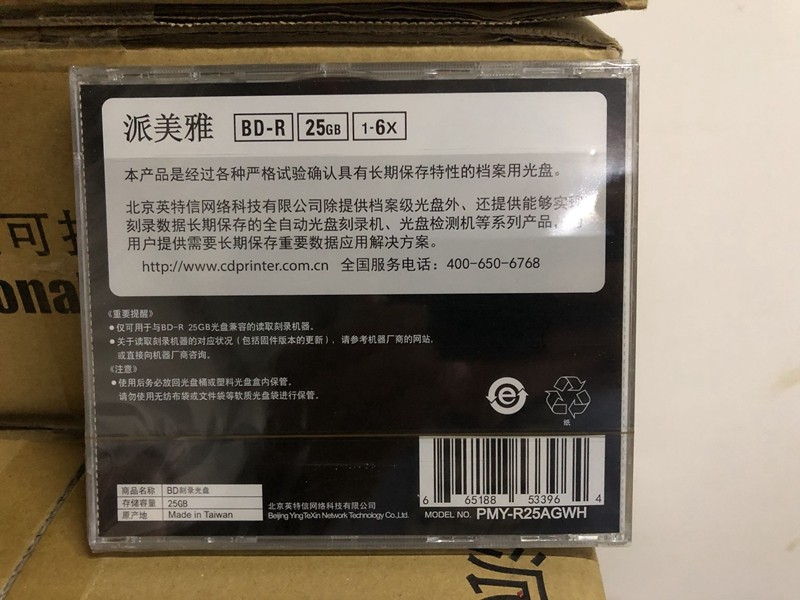 派美雅 BD-R 25GB 1-6X
本产品是经过各种严格试验确认具有长期保存特性的档案用光盘。
北京英特信网络科技有限公司除提供档案级光盘外、还提供能够实现
刻录数据长期保存的全自动光盘刻录机、光盘检测机等系列产品,
用户提供需要长期保存重要数据应用解决方案。
http://www.cdprinter.com.cn 全国服务电话:400-650-6768
《重要提醒》
●仅可用于与BD-R 25GB光盘兼容的读取刻录机器。
●关于读取刻录机器的对应状况(包括固件版本的更新),请参考机器厂商的网站,
或直接向机器厂商咨询。
《注意》
●使用后务必放回光盘桶或塑料光盘盒内保管。
请勿使用无纺布袋或文件袋等软质光盘袋进行保管。
纸
商品名称 BD刻录光盘
存储容量 25GB
原产地 Made in Taiwan
北京英特信网络科技有限公司
Beijing YingTeXin Network Technology Co.,Ltd.
6 65188 53396 4
MODEL NO. PMY-R25AGWH
可
onal
派